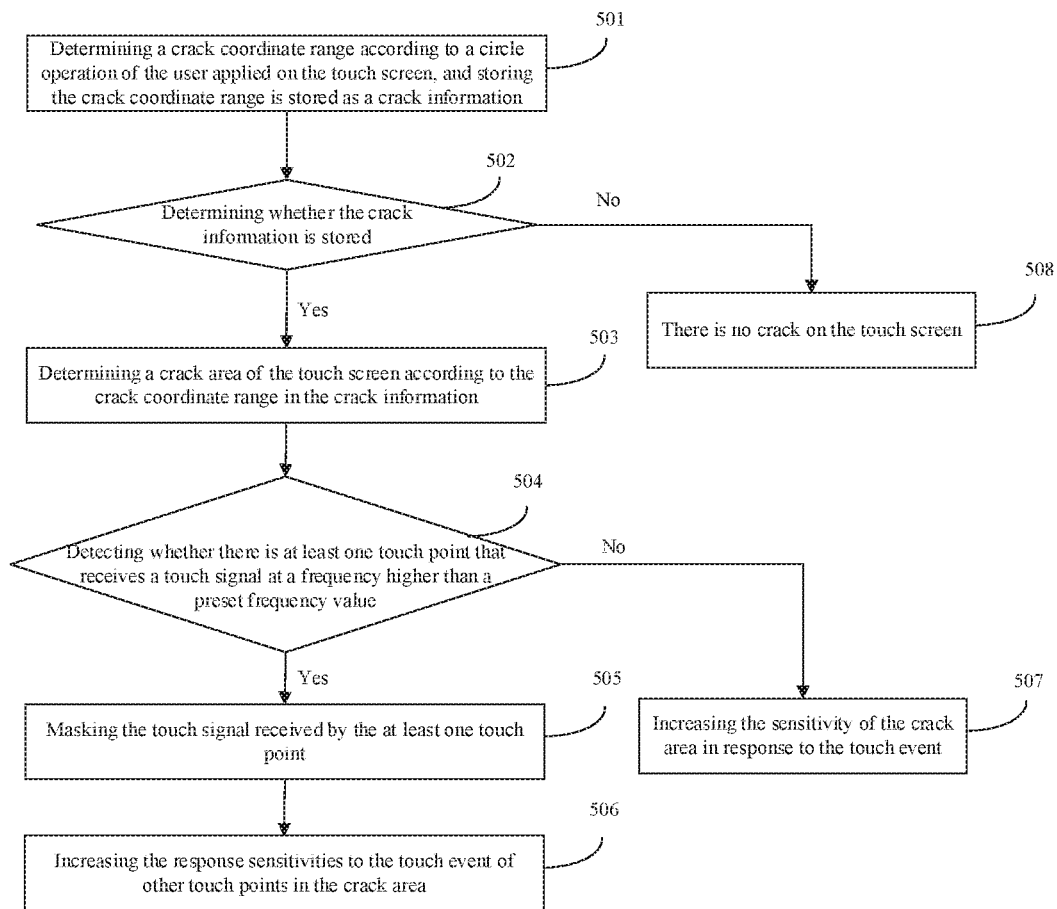 501
Determining a crack coordinate range according to a circle
operation of the user applied on the touch screen, and storing
the crack coordinate range is stored as a crack information
502
No
Determining whether the crack
information is stored
508
Yes
There is no crack on the touch screen
503
Determining a crack area of the touch screen according to the
crack coordinate range in the crack information
504
No
Detecting whether there is at least one touch point that
receives a touch signal at a frequency higher than a
preset frequency value
Yes
505
507
Masking the touch signal received by the at least one touch
point
Increasing the sensitivity of the crack
area in response to the touch event
506
Increasing the response sensitivities to the touch event of
other touch points in the crack area